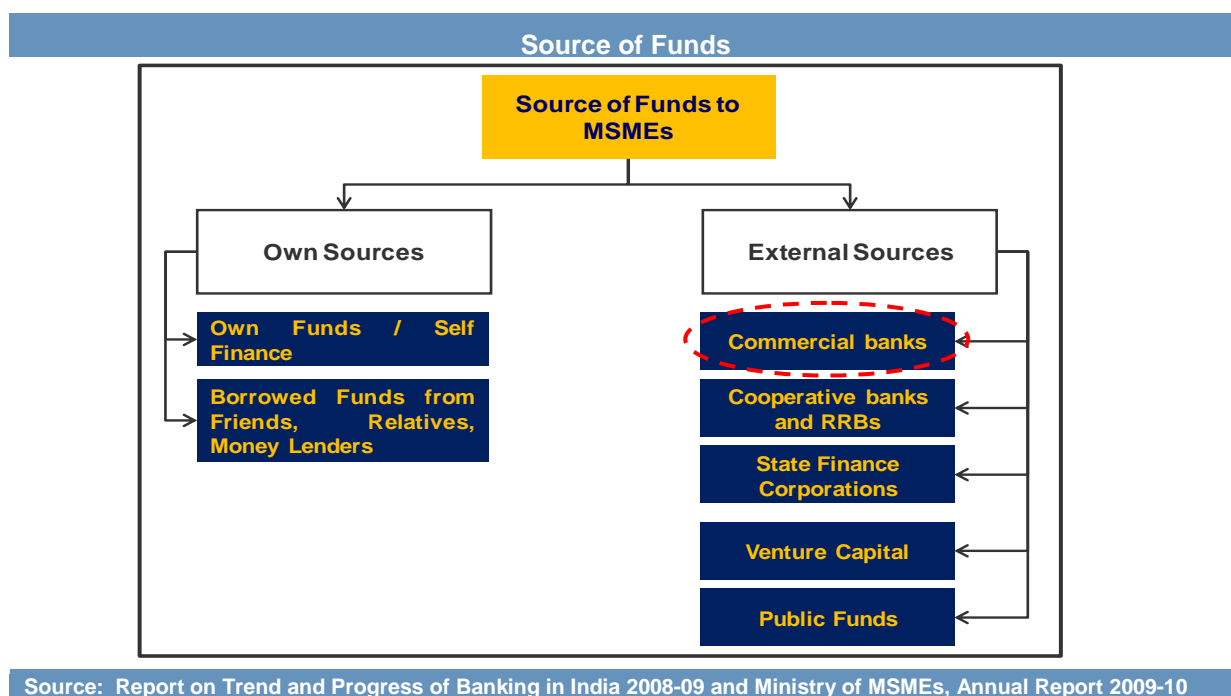 Source of Funds
Source of Funds to
MSMEs
Own Sources
External Sources
Own Funds / Self
Finance
Borrowed Funds from
Friends, Relatives,
Money Lenders
Commercial banks
Cooperative banks
and RRBs
State Finance
Corporations
Venture Capital
Public Funds
Source: Report on Trend and Progress of Banking in India 2008-09 and Ministry of MSMEs, Annual Report 2009-10